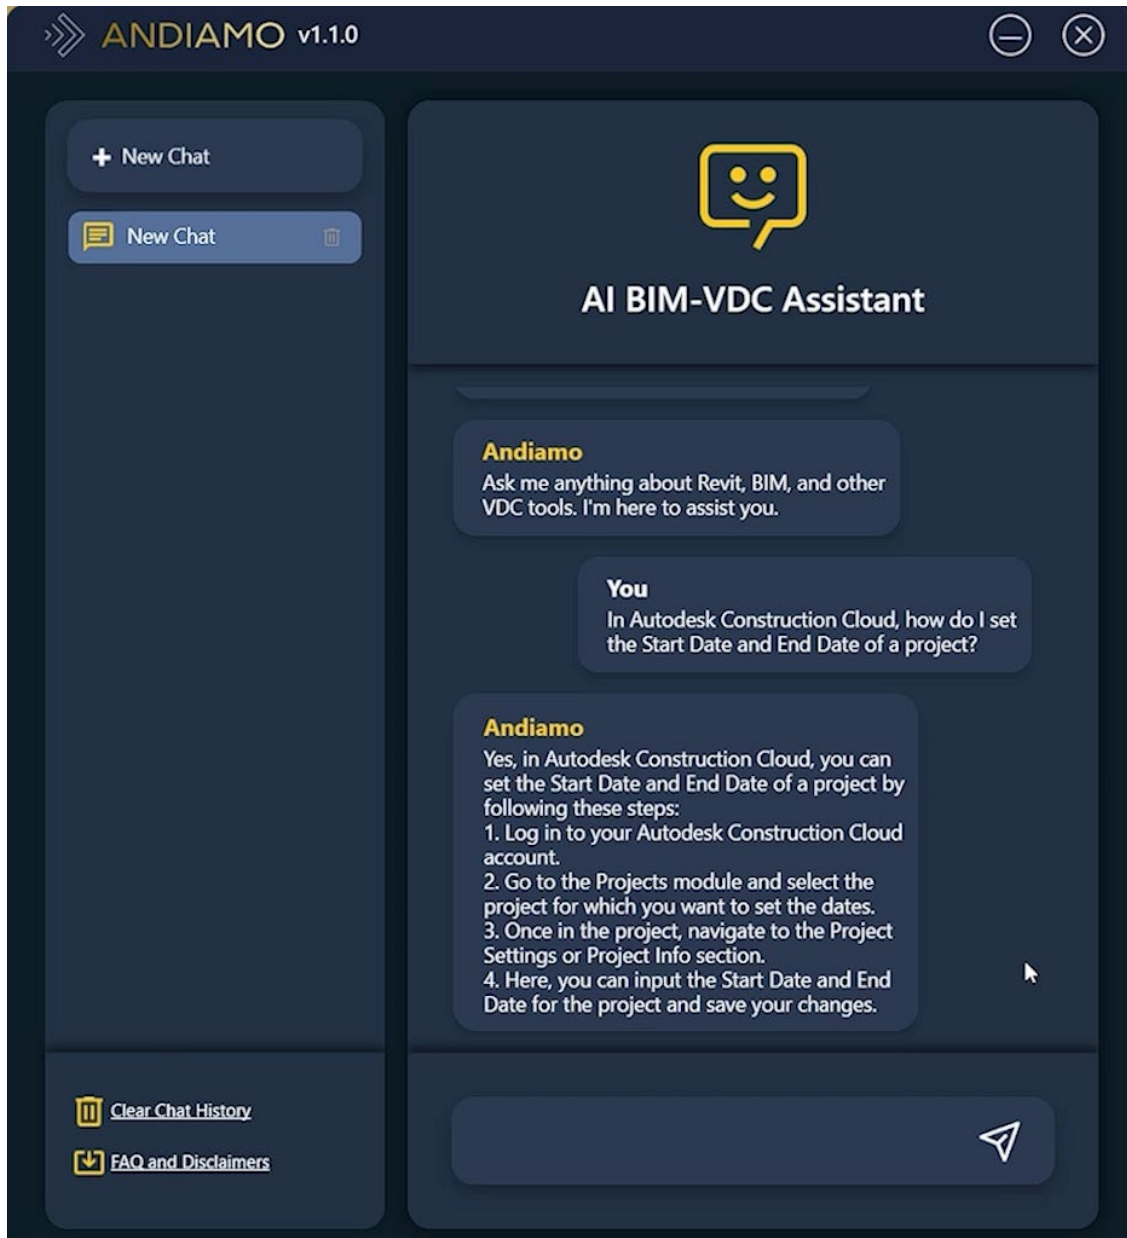 ANDIAMO v1.1.0
New Chat
New Chat
Clear Chat History
FAQ and Disclaimers
AI BIM-VDC Assistant
Andiamo
Ask me anything about Revit, BIM, and other
VDC tools. I'm here to assist you.
You
In Autodesk Construction Cloud, how do I set
the Start Date and End Date of a project?
Andiamo
Yes, in Autodesk Construction Cloud, you can
set the Start Date and End Date of a project by
following these steps:
1. Log in to your Autodesk Construction Cloud
account.
2. Go to the Projects module and select the
project for which you want to set the dates.
3. Once in the project, navigate to the Project
Settings or Project Info section.
4. Here, you can input the Start Date and End
Date for the project and save your changes.